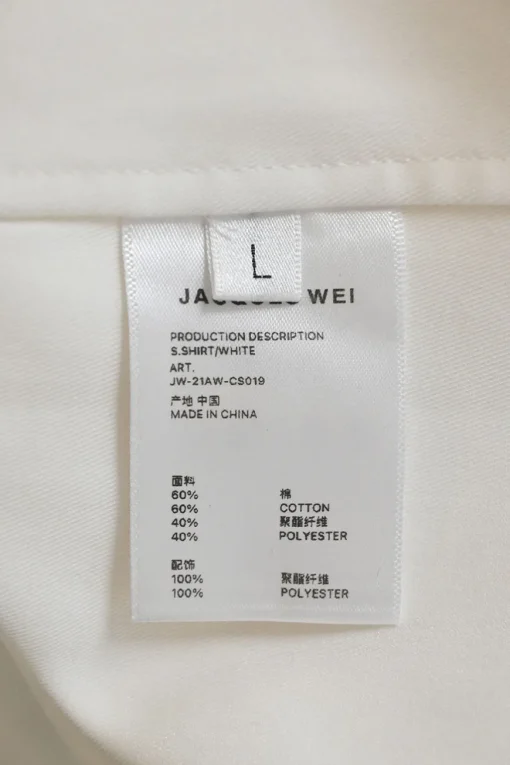 L
WEI
PRODUCTION DESCRIPTION
S.SHIRT/WHITE
ART.
JW-21AW-CS019
产地 中国
MADE IN CHINA
面料
60% 棉
60% COTTON
40% 聚酯纤维
40% POLYESTER
配饰
100% 聚酯纤维
100% POLYESTER